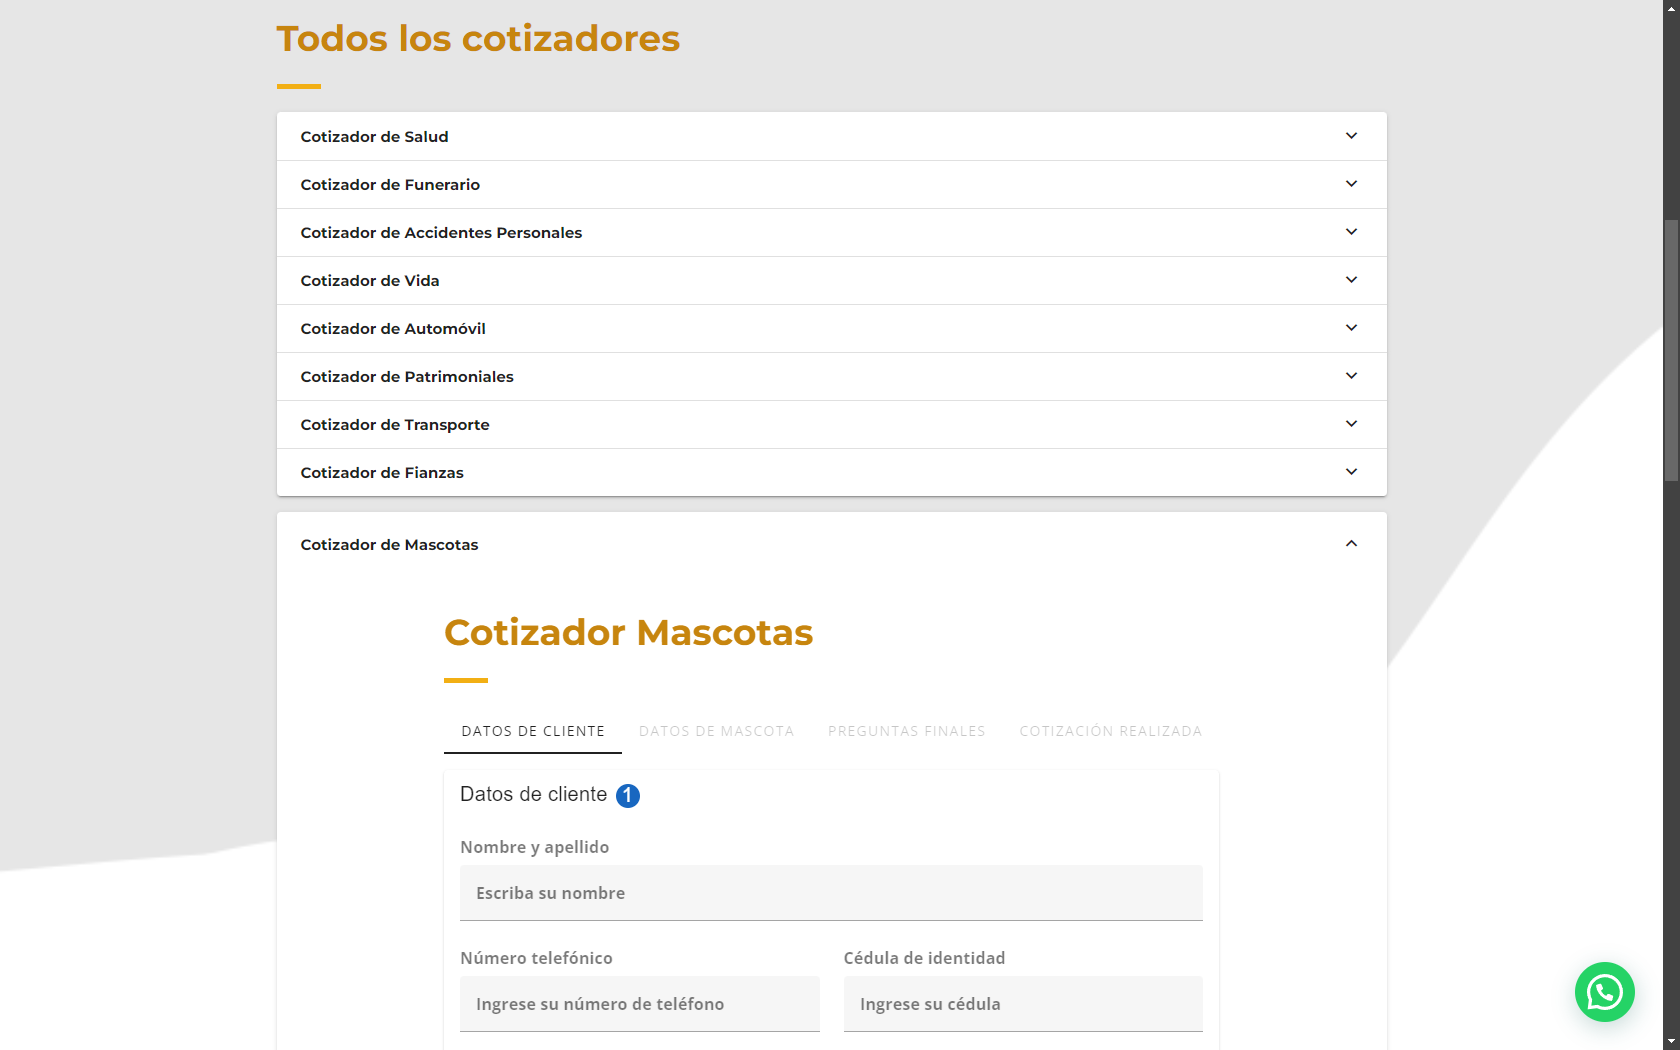 Todos los cotizadores
Cotizador de Salud
Cotizador de Funerario
Cotizador de Accidentes Personales
Cotizador de Vida
Cotizador de Automóvil
Cotizador de Patrimoniales
Cotizador de Transporte
Cotizador de Fianzas
Cotizador de Mascotas
Cotizador Mascotas
DATOS DE CLIENTE DATOS DE MASCOTA PREGUNTAS FINALES COTIZACIÓN REALIZADA
Datos de cliente 1
Nombre y apellido
Escriba su nombre
Número telefónico Cédula de identidad
Ingrese su número de teléfono Ingrese su cédula